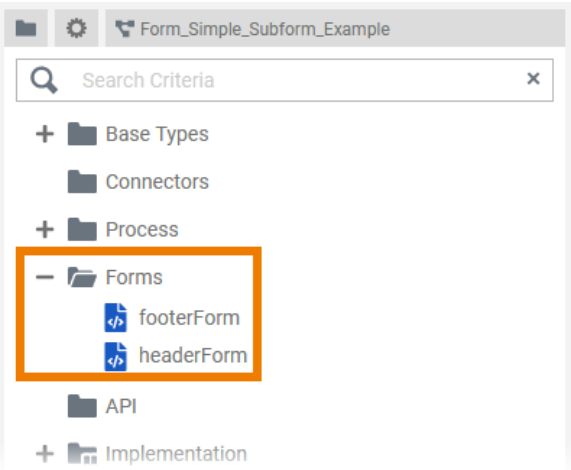 Form_Simple_Subform_Example
Search Criteria
Base Types
Connectors
Process
Forms
footerForm
headerForm
API
Implementation